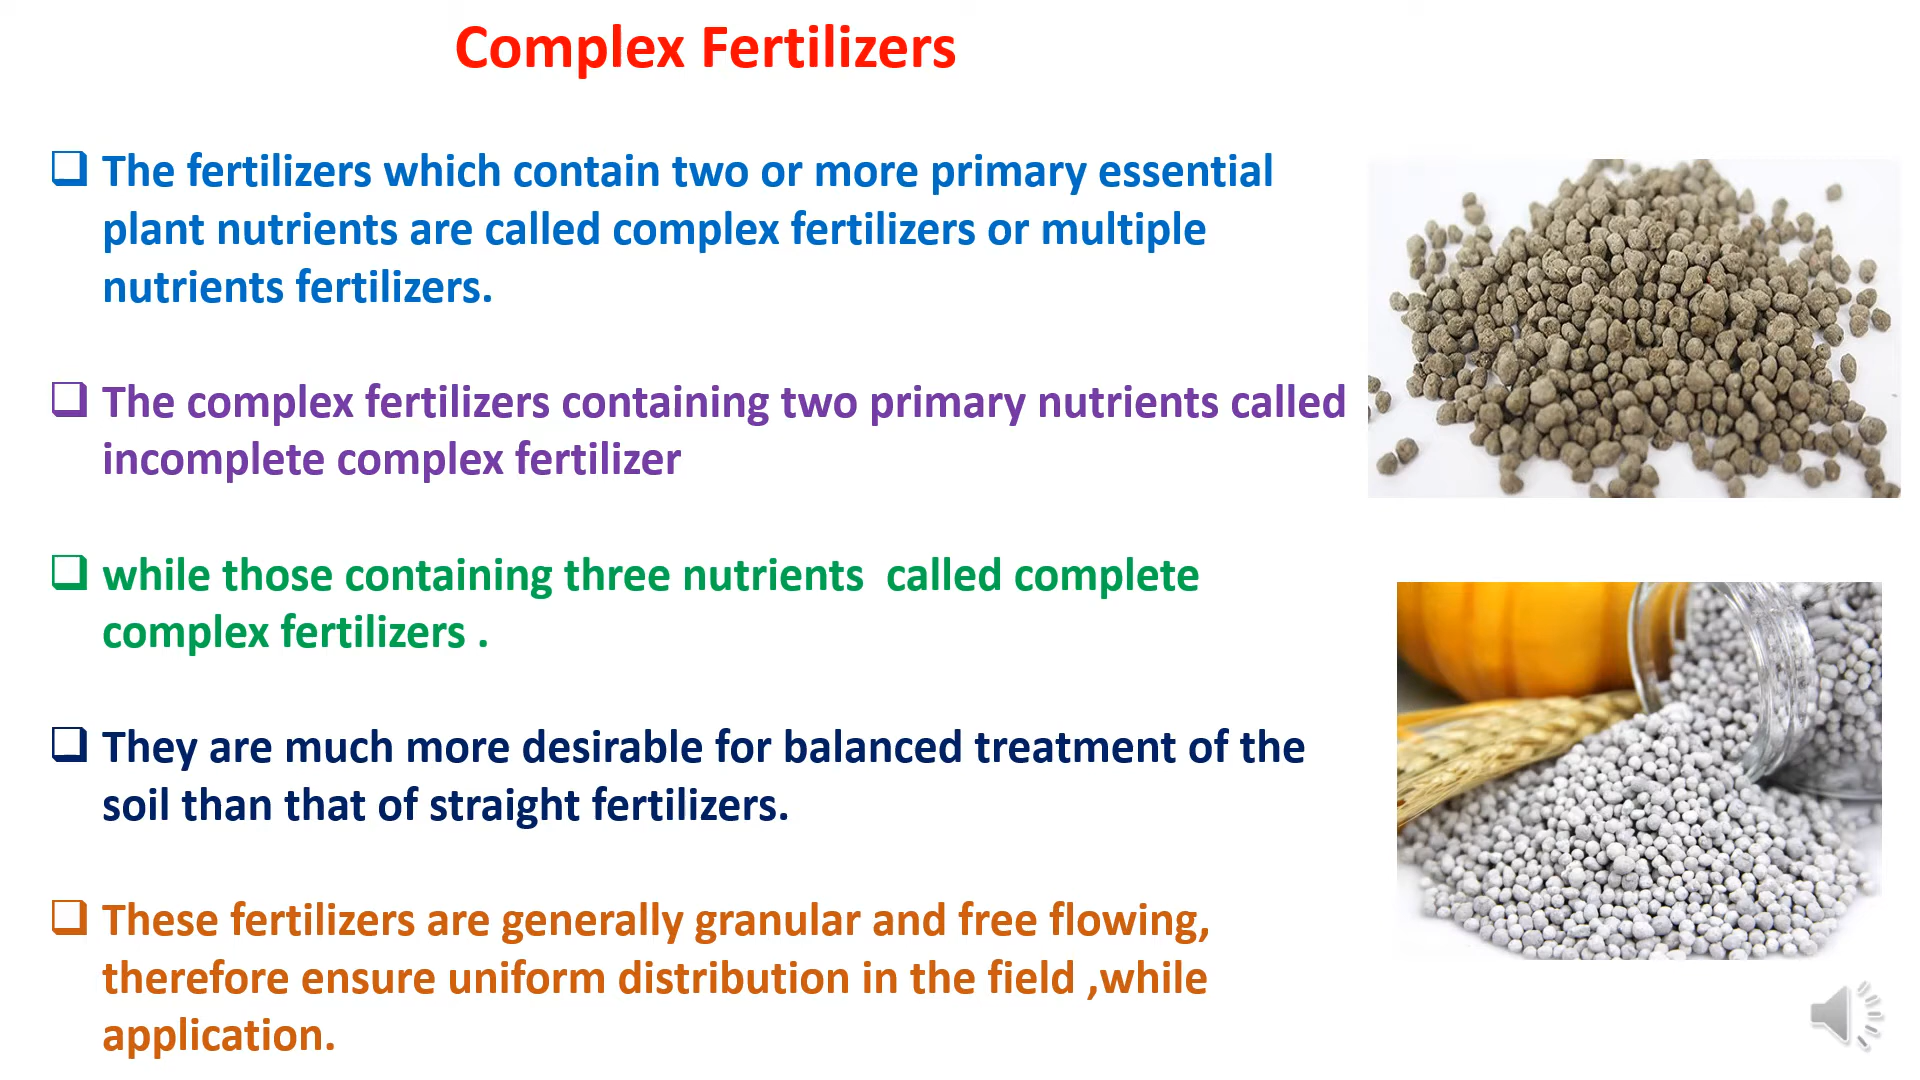 Complex Fertilizers
The fertilizers which contain two or more primary essential
plant nutrients are called complex fertilizers or multiple
nutrients fertilizers.
The complex fertilizers containing two primary nutrients called
incomplete complex fertilizer
while those containing three nutrients  called complete
complex fertilizers .
They are much more desirable for balanced treatment of the
soil than that of straight fertilizers.
These fertilizers are generally granular and free flowing,
therefore ensure uniform distribution in the field ,while
application.